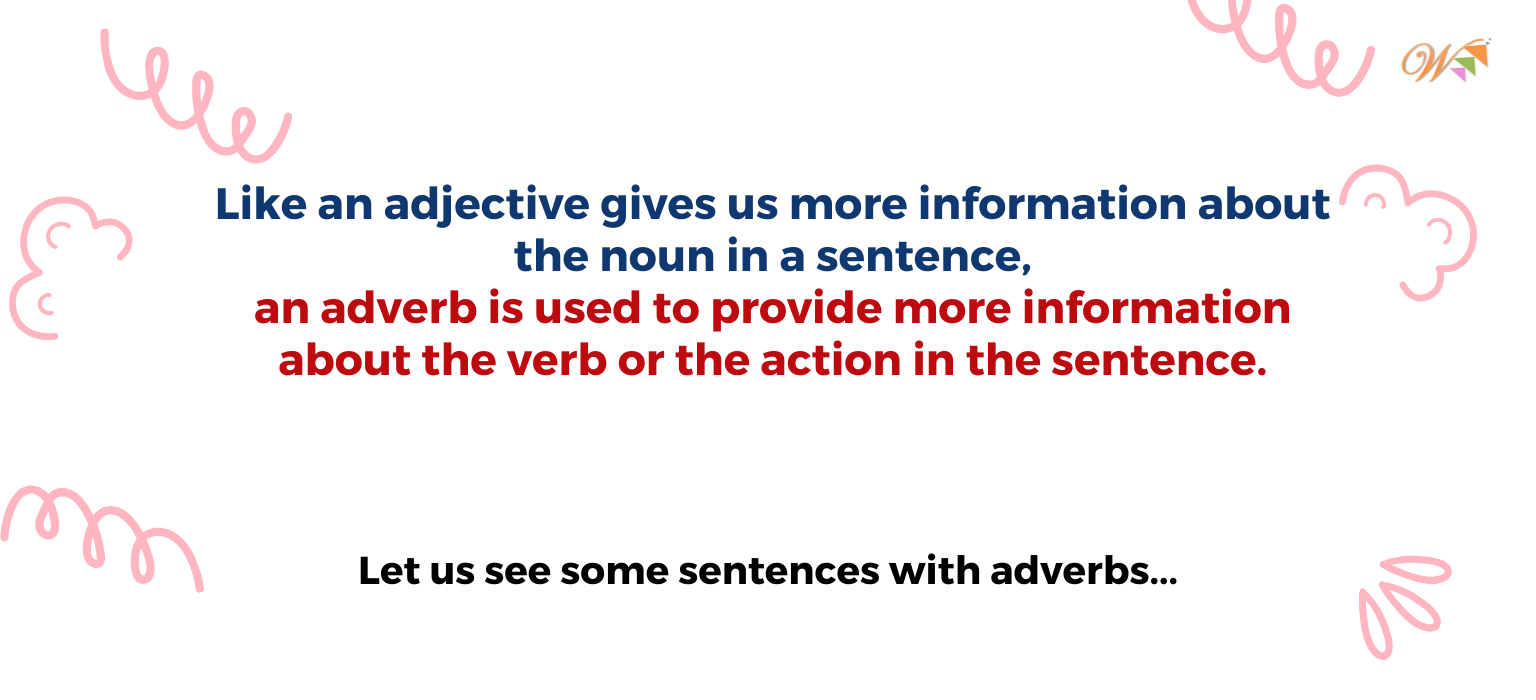 W
Like an adjective gives us more information about
the noun in a sentence,
an adverb is used to provide more information
about the verb or the action in the sentence.
Let us see some sentences with adverbs...